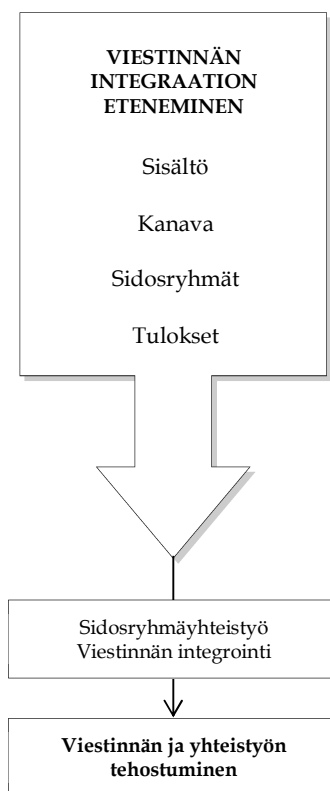 VIESTINNÄN
INTEGRAATION
ETENEMINEN
Sisältö
Kanava
Sidosryhmät
Tulokset
Sidosryhmäyhteistyö
Viestinnän integrointi
Viestinnän ja yhteistyön
tehostuminen